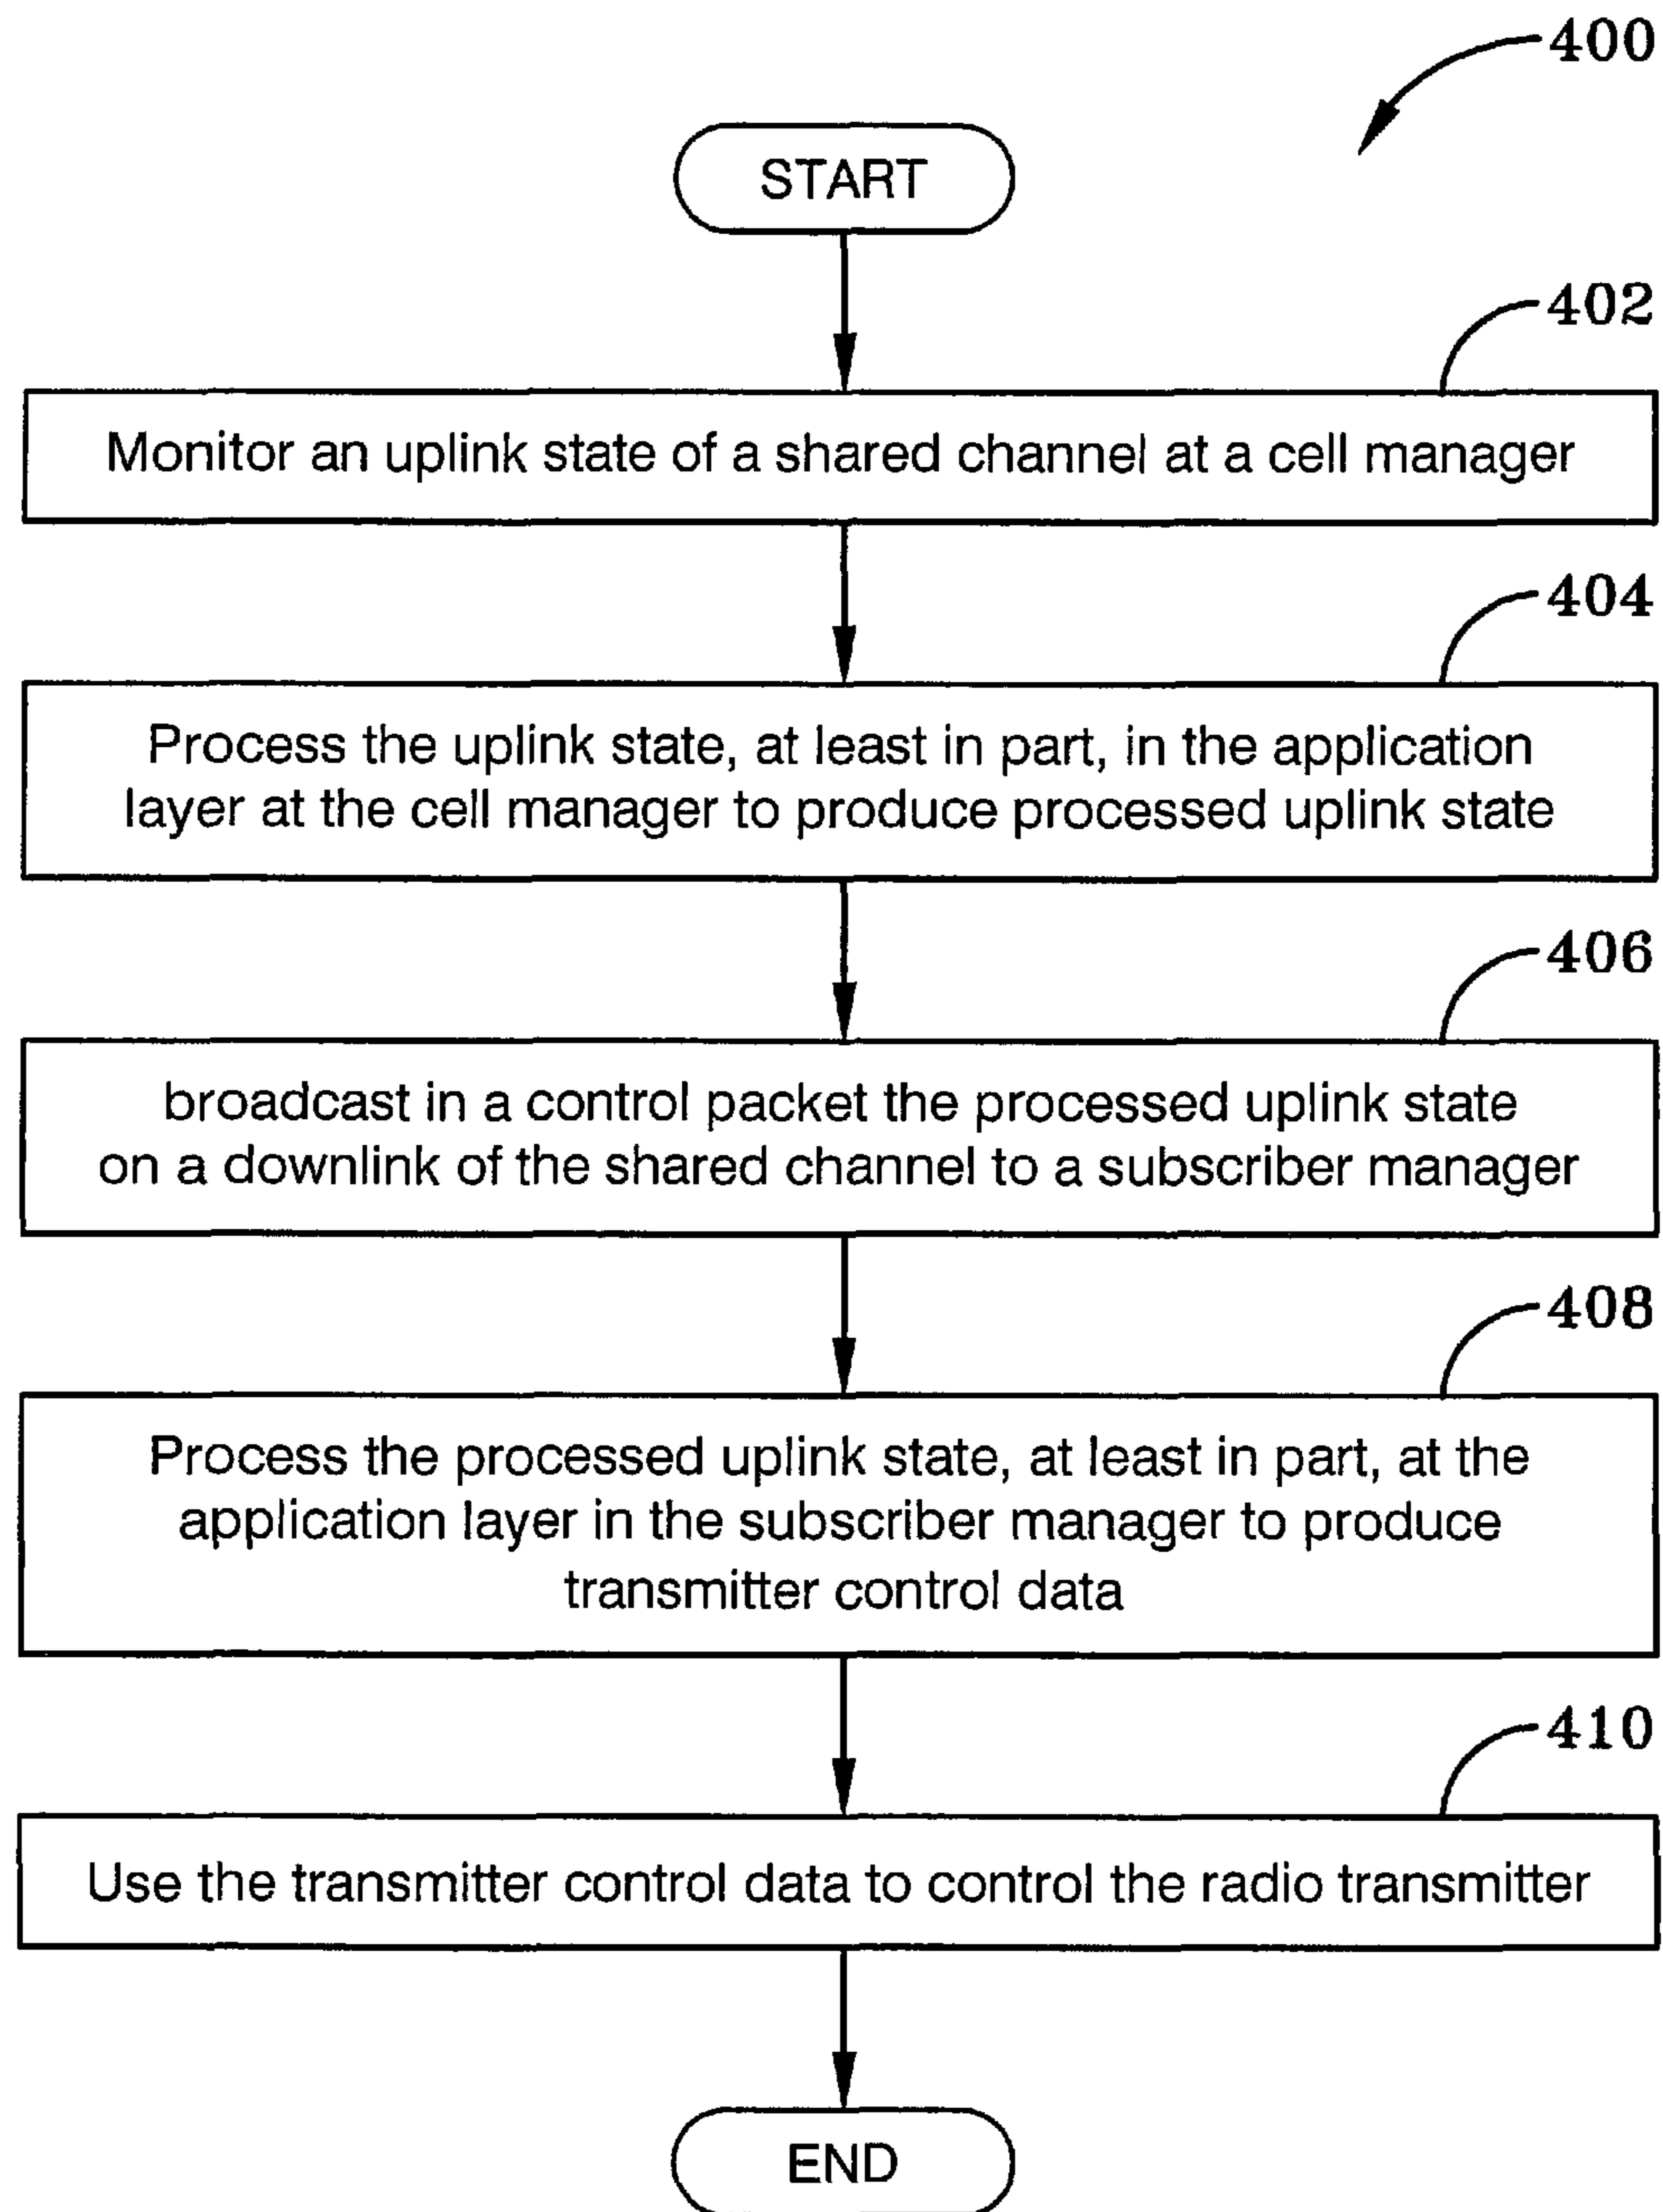 400
START
402
Monitor an uplink state of a shared channel at a cell manager
404
Process the uplink state, at least in part, in the application
layer at the cell manager to produce processed uplink state
406
broadcast in a control packet the processed uplink state
on a downlink of the shared channel to a subscriber manager
408
Process the processed uplink state, at least in part, at the
application layer in the subscriber manager to produce
transmitter control data
410
Use the transmitter control data to control the radio transmitter
END